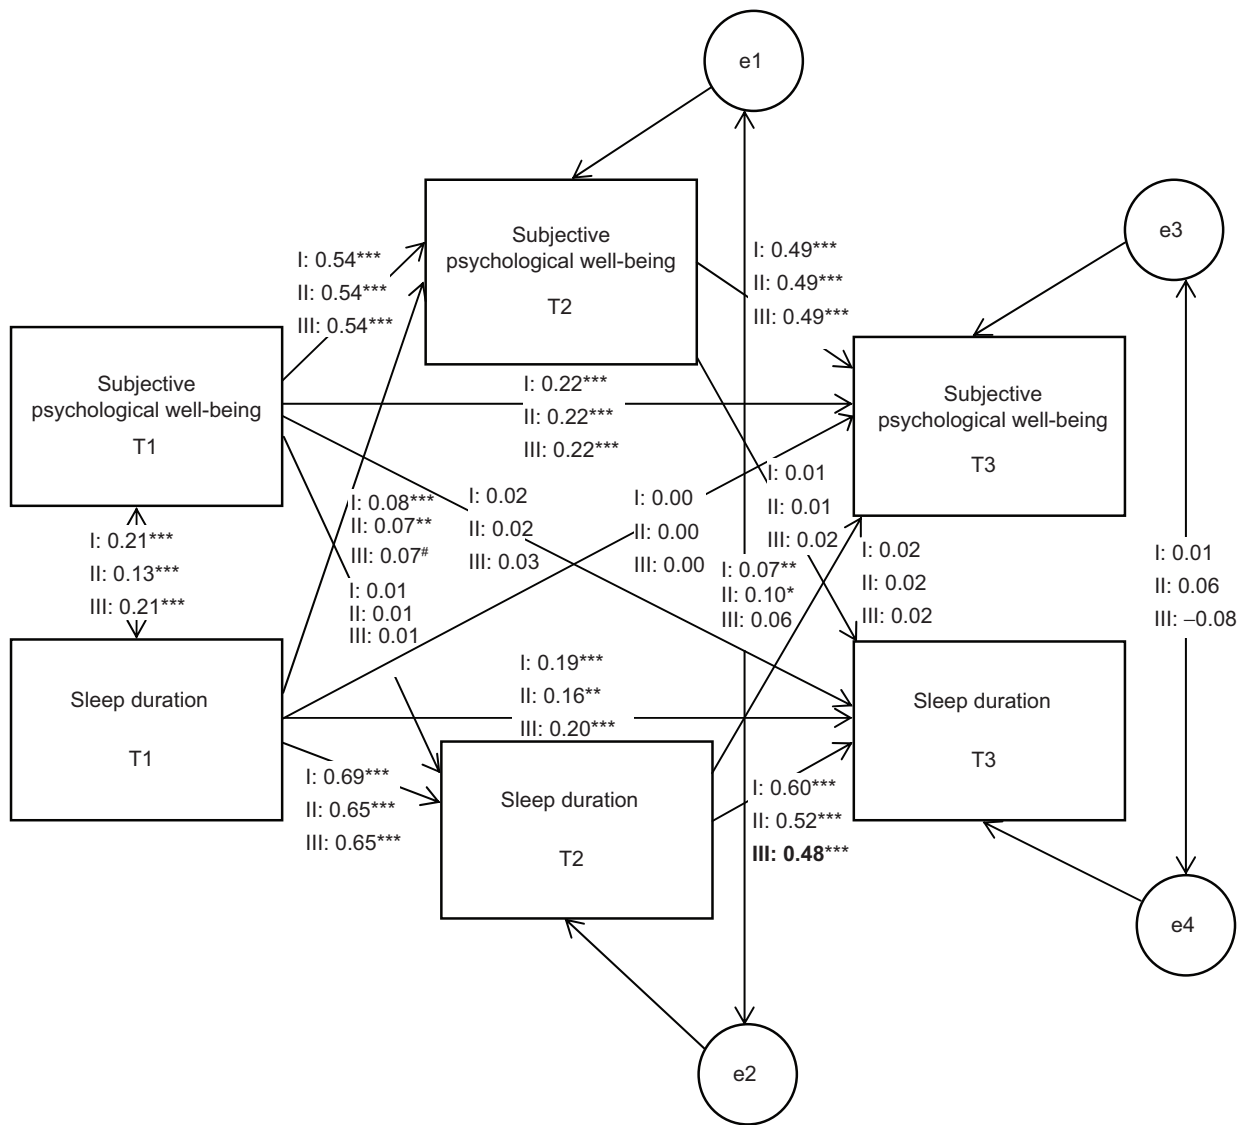 e1
e3
Subjective
psychological well-being
T2
I: 0.54***
II: 0.54***
III: 0.54***
I: 0.49***
II: 0.49***
III: 0.49***
Subjective
psychological well-being
T1
I: 0.22***
II: 0.22***
III: 0.22***
Subjective
psychological well-being
T3
I: 0.21***
II: 0.13***
III: 0.21***
I: 0.08***
II: 0.07**
III: 0.07#
I: 0.02
II: 0.02
III: 0.03
I: 0.00
II: 0.00
III: 0.00
I: 0.01
II: 0.01
III: 0.02
I: 0.07**
II: 0.10*
III: 0.06
I: 0.02
II: 0.02
III: 0.02
I: 0.01
II: 0.06
III: –0.08
I: 0.01
II: 0.01
III: 0.01
Sleep duration
T1
I: 0.19***
II: 0.16**
III: 0.20***
Sleep duration
T3
I: 0.69***
II: 0.65***
III: 0.65***
Sleep duration
T2
I: 0.60***
II: 0.52***
III: 0.48***
e4
e2